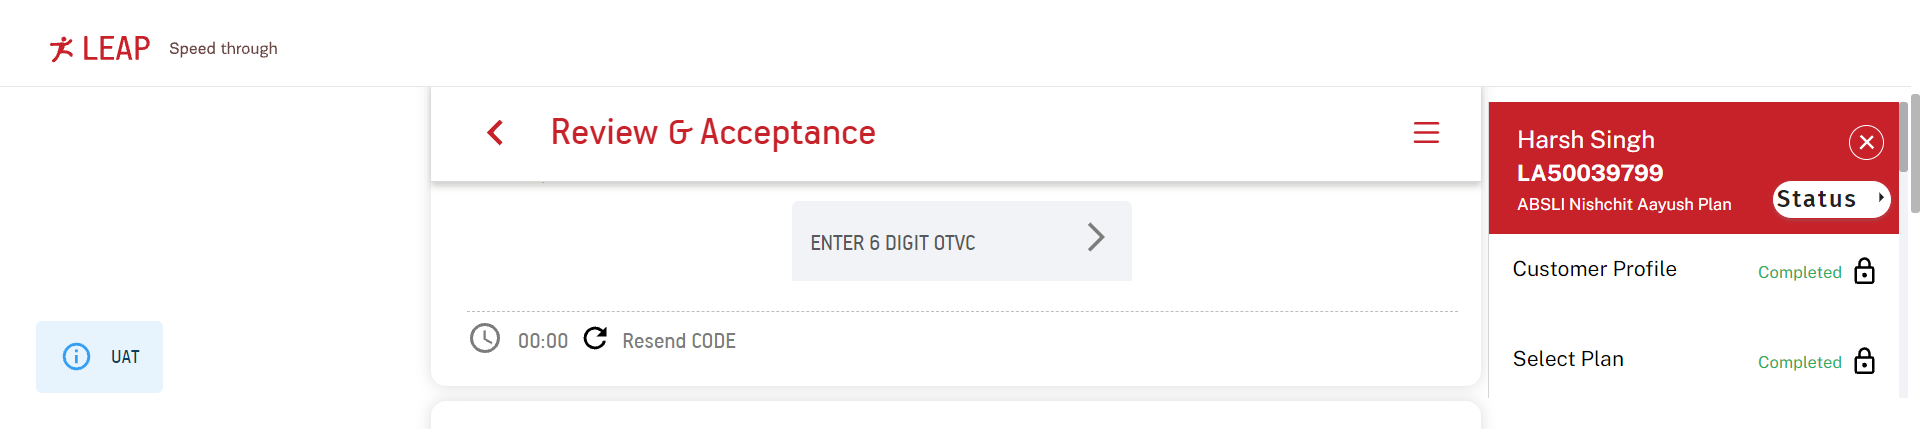 LEAP Speed through
Review & Acceptance
ENTER 6 DIGIT OTVC
00:00 Resend CODE
UAT
Harsh Singh
LA50039799
ABSLI Nishchit Aayush Plan
Status
Customer Profile Completed
Select Plan Completed